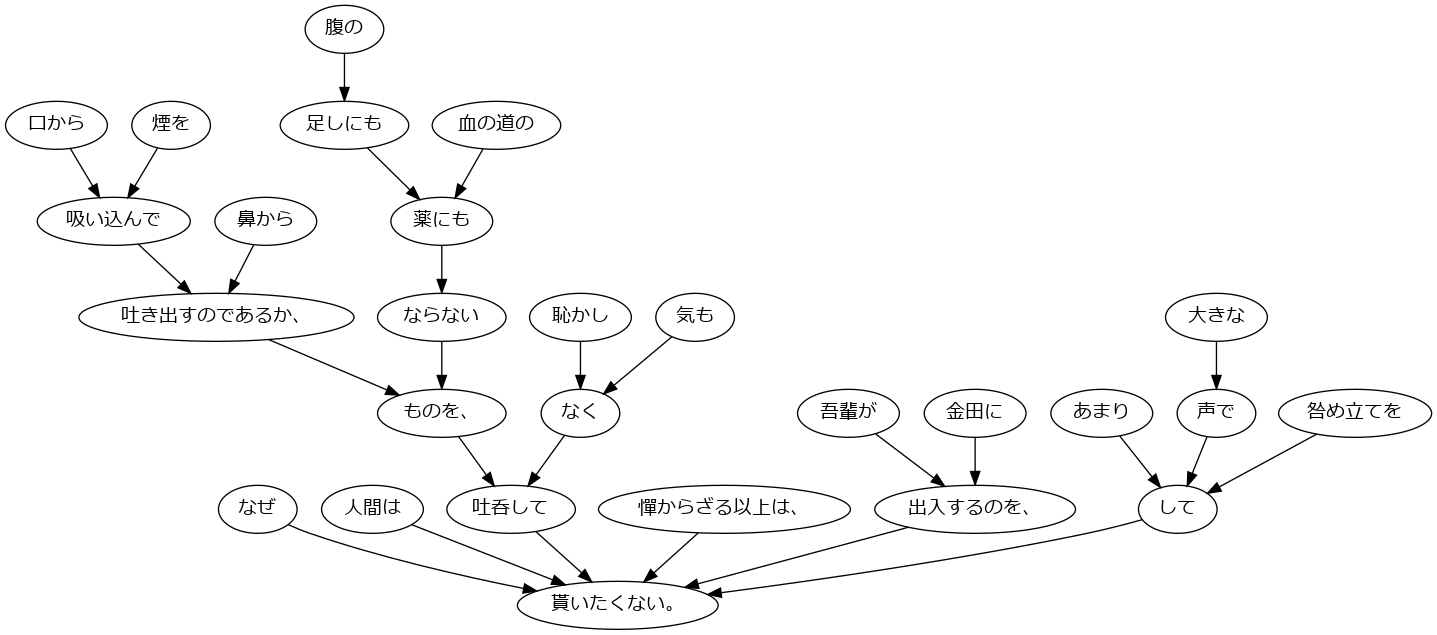 腹の
口から
煙を
足しにも
血の道の
吸い込んで
鼻から
薬にも
吐き出すのであるか、
ならない
恥かし
気も
大きな
ものを、
なく
吾輩が
金田に
あまり
声で
咎め立てを
なぜ
人間は
吐呑して
憚からざる以上は、
出入するのを、
して
貰いたくない。